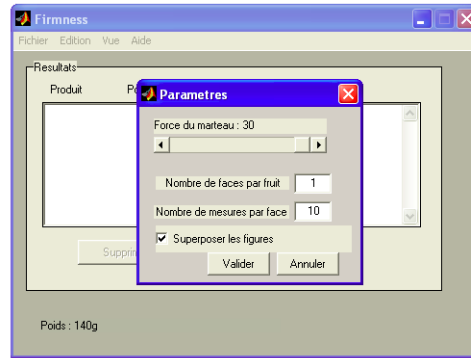 Firmness
Fichier Edition Vue Aide
Resultats
Produit
Parametres
Force du marteau : 30
Nombre de faces par fruit 1
Nombre de mesures par face 10
Superposer les figures
Valider Annuler
Poids : 140g